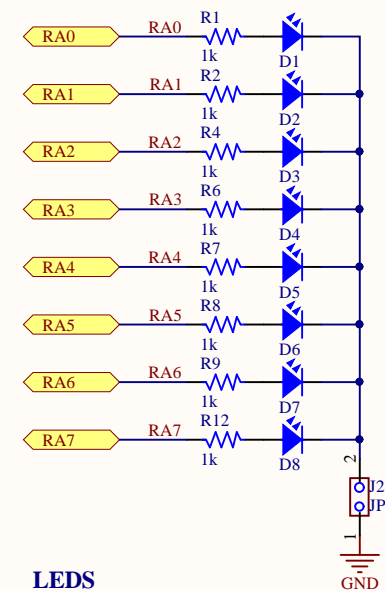 RA0 RA0 R1 1k D1
RA1 RA1 R2 1k D2
RA2 RA2 R4 1k D3
RA3 RA3 R6 1k D4
RA4 RA4 R7 1k D5
RA5 RA5 R8 1k D6
RA6 RA6 R9 1k D7
RA7 RA7 R12 1k D8
2
J2
JP
1
LEDS
GND